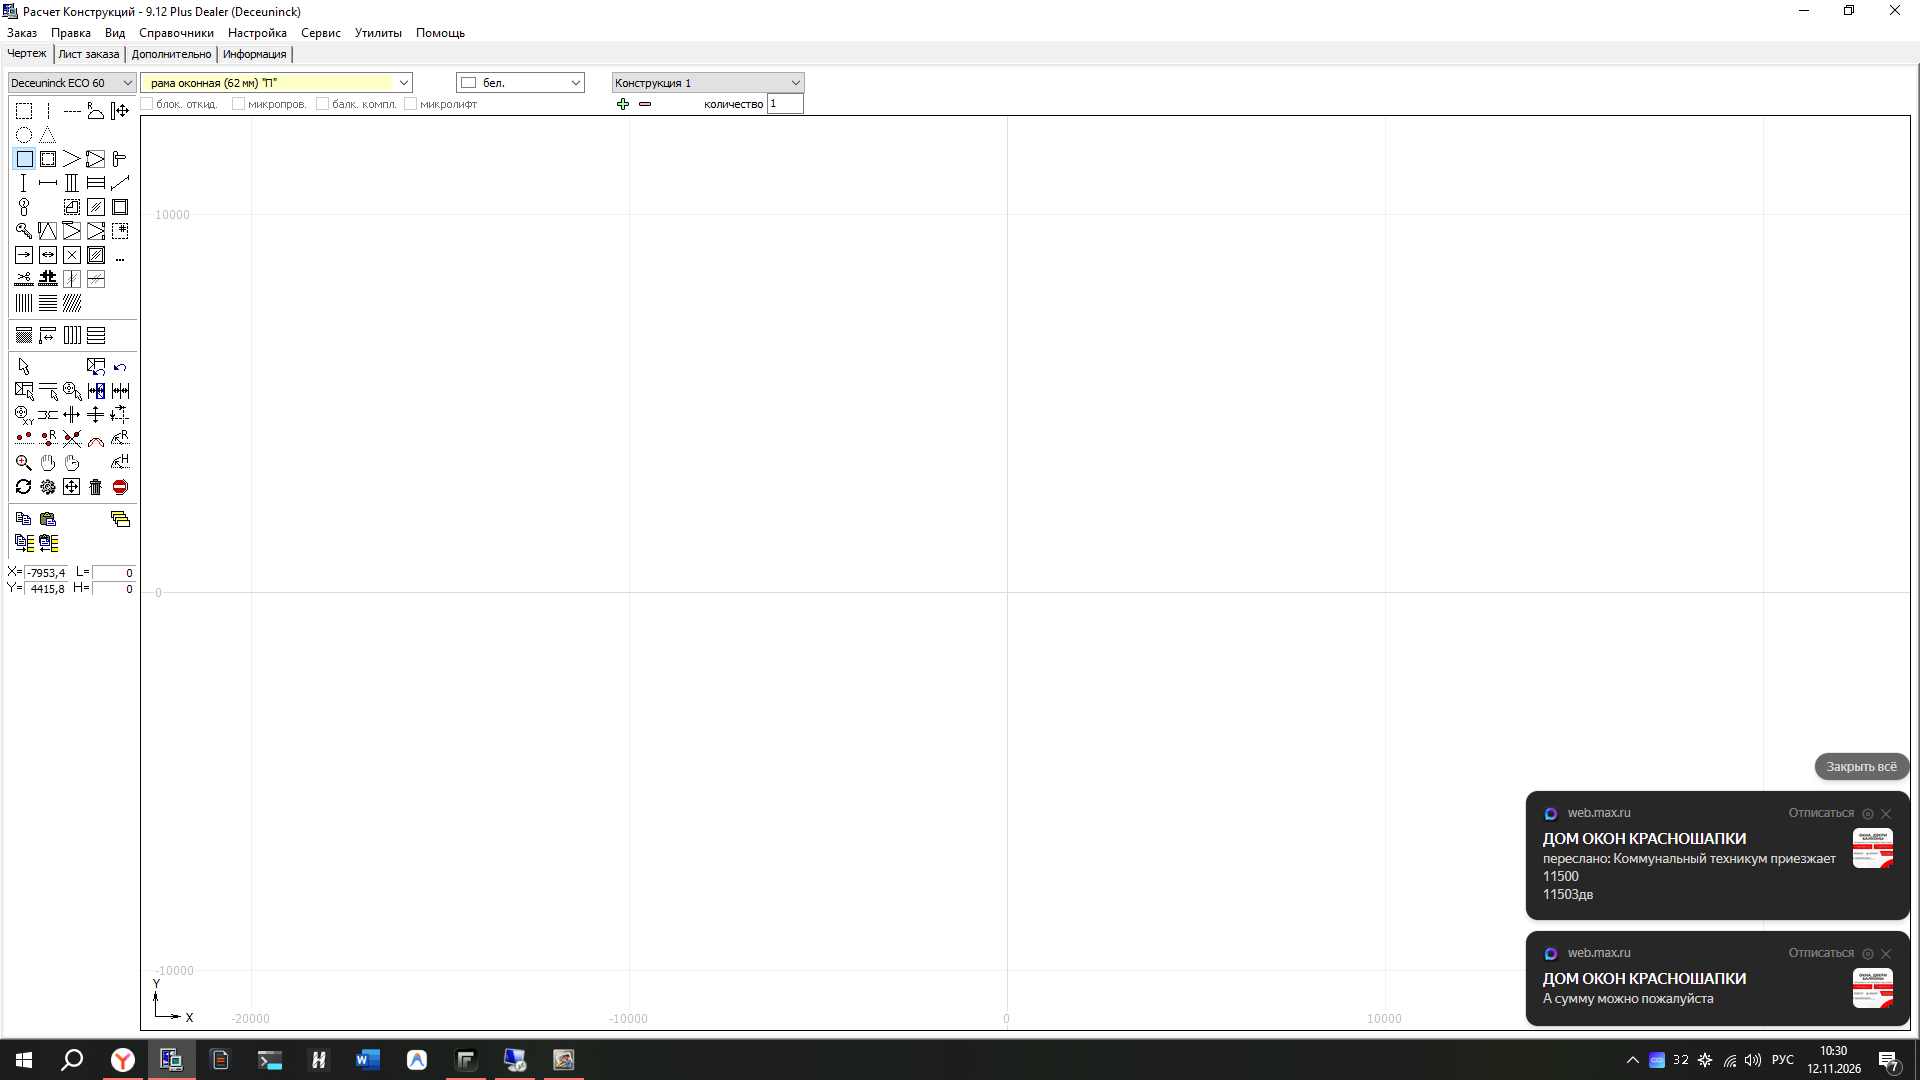 Расчет Конструкций - 9.12 Plus Dealer (Deceuninck)
Заказ Правка Вид Справочники Настройка Сервис Утилиты Помощь
Чертеж Лист заказа Дополнительно Информация
Deceuninck ECO 60 рама оконная (62 мм) "П" бел. Конструкция 1
блок. откид. микропров. балк. компл. микролифт количество 1
10000
0
-10000
X= -7953,4 L= 0
Y= 4415,8 H= 0
Y
X
-20000 -10000 0 10000
Закрыть всё
web.max.ru Отписаться
ДОМ ОКОН КРАСНОШАПКИ
переслано: Коммунальный техникум приезжает
11500
11503дв
web.max.ru Отписаться
ДОМ ОКОН КРАСНОШАПКИ
А сумму можно пожалуйста
32 РУС 10:30
12.11.2026 7